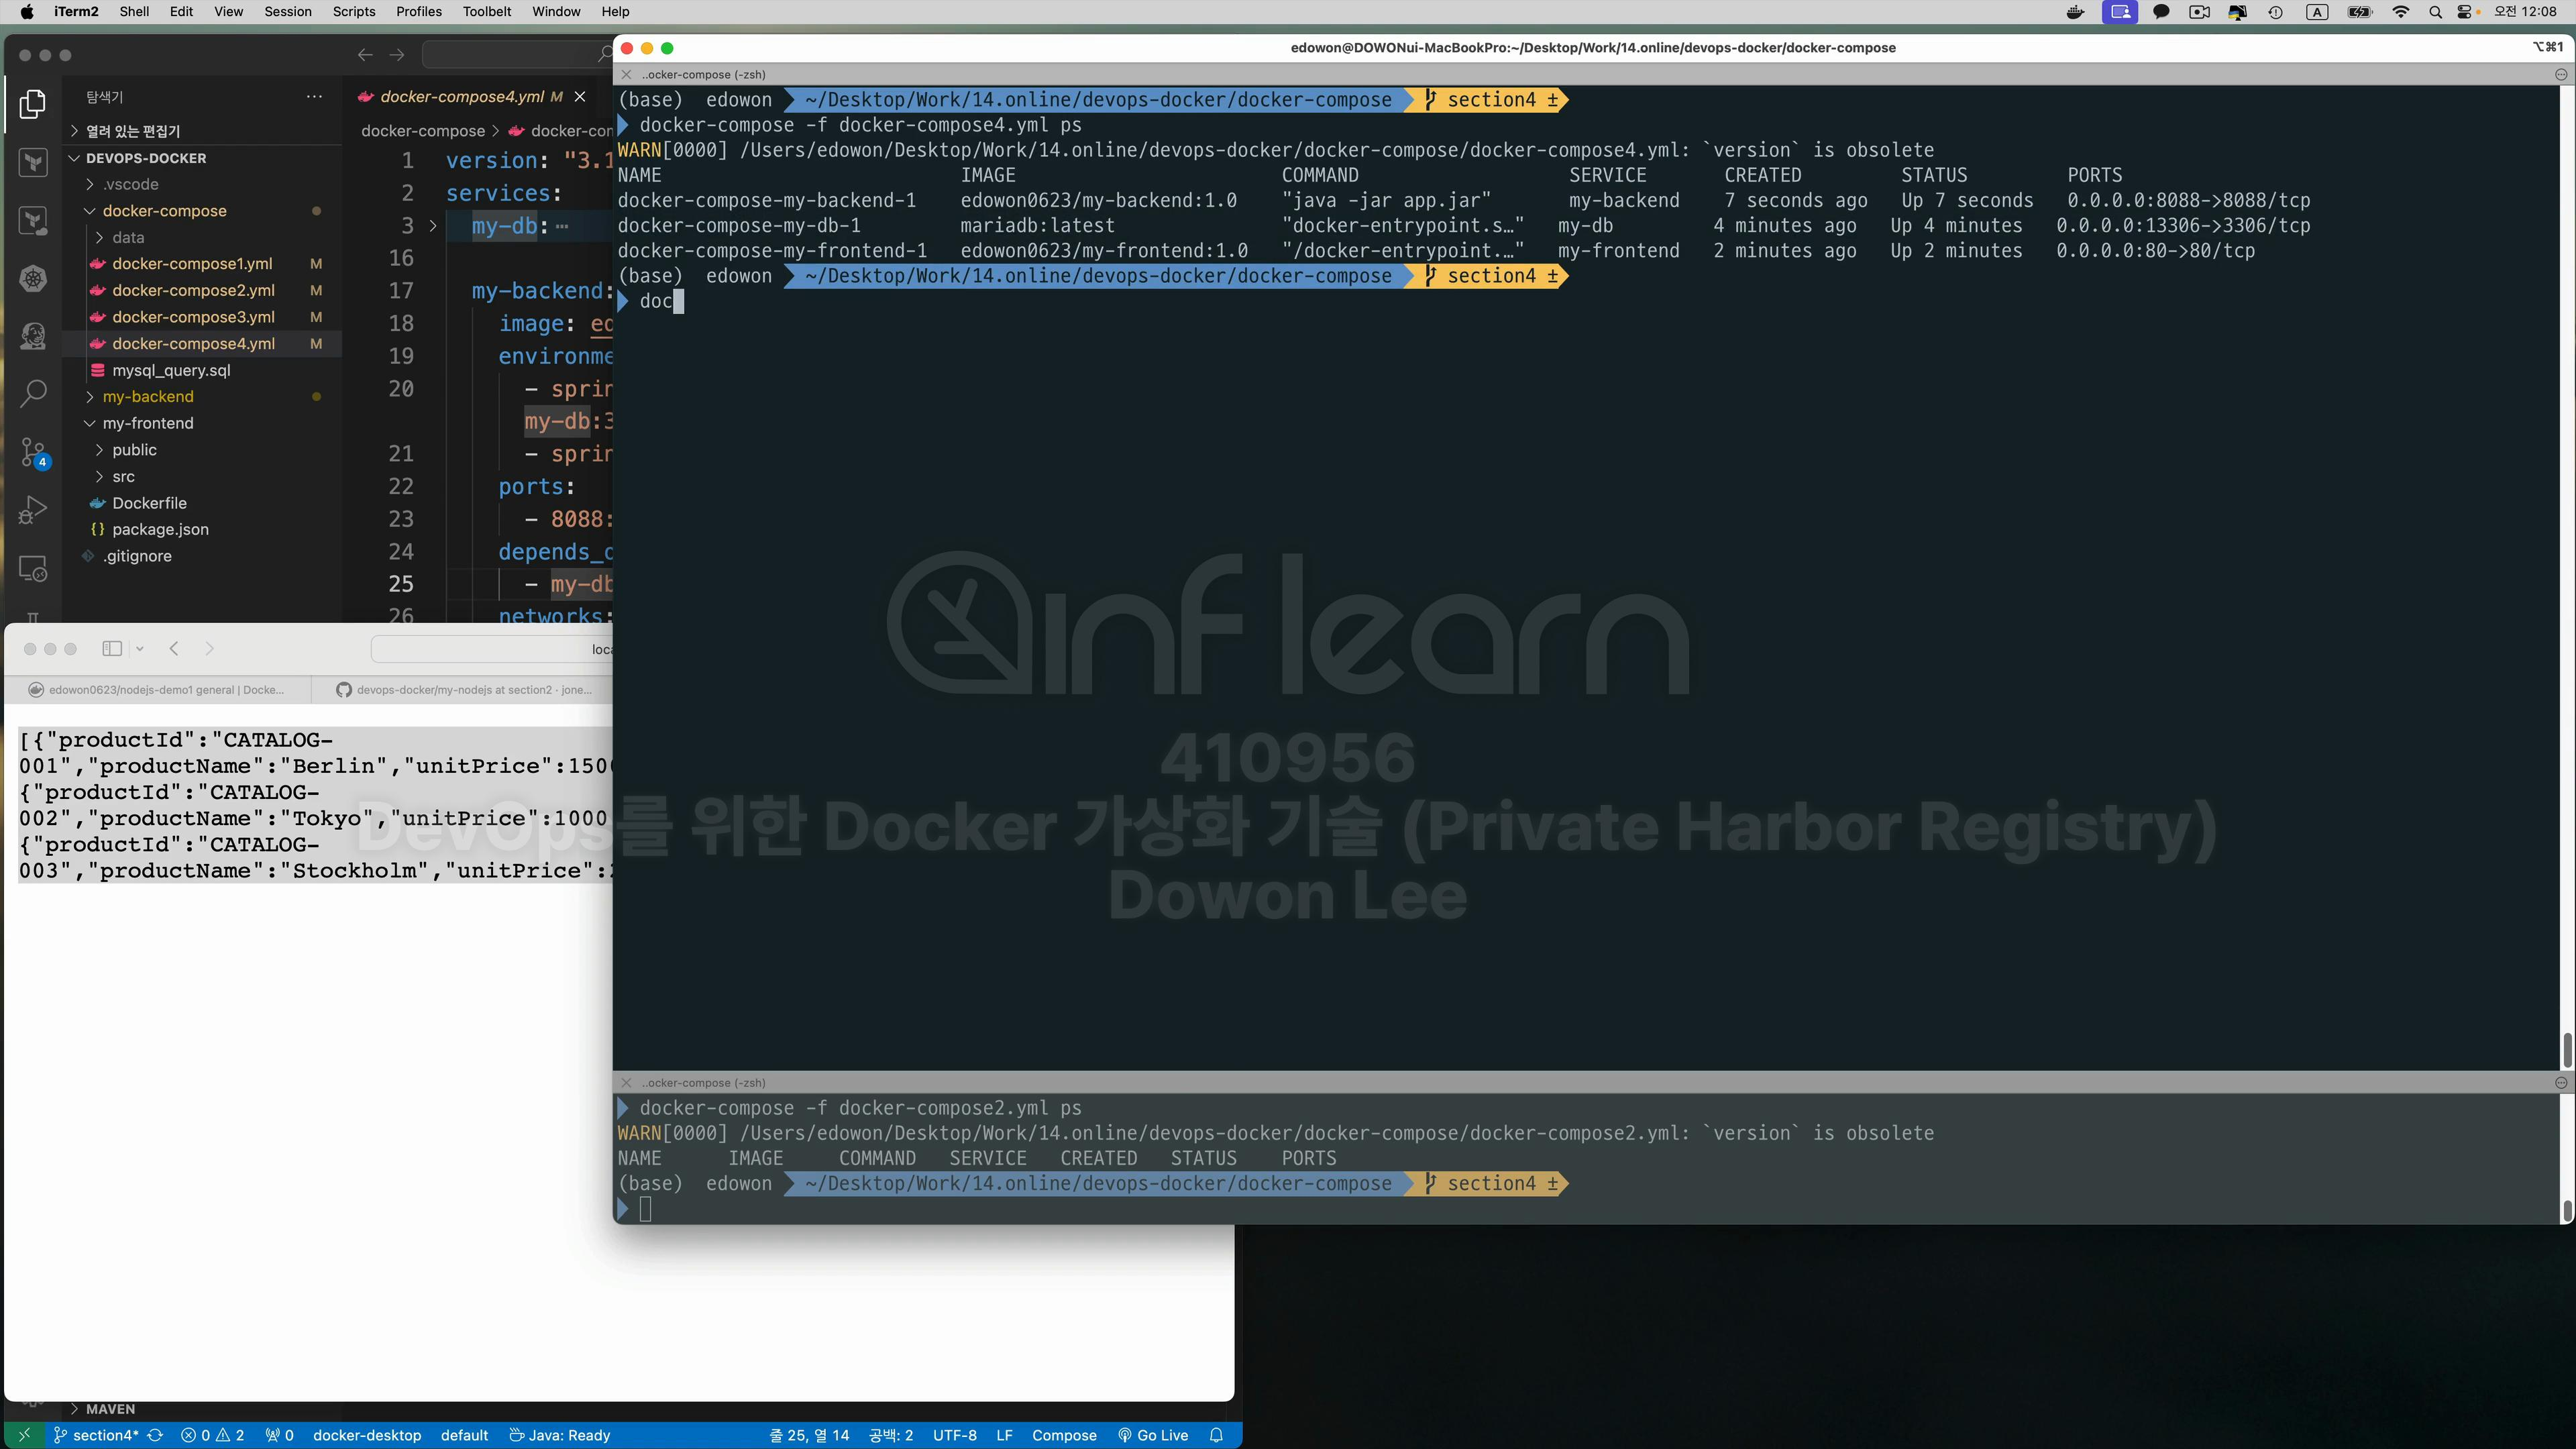 iTerm2 Shell Edit View Session Scripts Profiles Toolbelt Window Help
A
오전 12:08
탐색기
열려 있는 편집기
DEVOPS-DOCKER
.vscode
docker-compose
data
docker-compose1.yml M
docker-compose2.yml M
docker-compose3.yml M
docker-compose4.yml M
mysql_query.sql
my-backend
my-frontend
public
src
Dockerfile
package.json
.gitignore
4
docker-compose4.yml M
docker-compose >
1 version: "3.1
2 services:
3 my-db:
16
17 my-backend:
18 image:
19
20 -
my-db:3
21 -
22 ports:
23 - 8088:
24
25 - my-db
26 networks:
edowon@DOWONui-MacBookPro:~/Desktop/Work/14.online/devops-docker/docker-compose
⌥⌘1
..ocker-compose (-zsh)
(base) edowon ~/Desktop/Work/14.online/devops-docker/docker-compose section4 ±
docker-compose -f docker-compose4.yml ps
WARN[0000] /Users/edowon/Desktop/Work/14.online/devops-docker/docker-compose/docker-compose4.yml: `version` is obsolete
NAME IMAGE COMMAND SERVICE CREATED STATUS PORTS
docker-compose-my-backend-1 edowon0623/my-backend:1.0 "java -jar app.jar" my-backend 7 seconds ago Up 7 seconds 0.0.0.0:8088->8088/tcp
docker-compose-my-db-1 mariadb:latest "docker-entrypoint.s…" my-db 4 minutes ago Up 4 minutes 0.0.0.0:13306->3306/tcp
docker-compose-my-frontend-1 edowon0623/my-frontend:1.0 "/docker-entrypoint.…" my-frontend 2 minutes ago Up 2 minutes 0.0.0.0:80->80/tcp
(base) edowon ~/Desktop/Work/14.online/devops-docker/docker-compose section4 ±
doc
inflearn
410956
DevOps를 위한 Docker 가상화 기술 (Private Harbor Registry)
Dowon Lee
edowon0623/nodejs-demo1 general | Docke...
devops-docker/my-nodejs at section2 · jone...
[{"productId":"CATALOG-
001","productName":"Berlin","unitPrice":150
{"productId":"CATALOG-
002","productName":"Tokyo","unitPrice":1000
{"productId":"CATALOG-
003","productName":"Stockholm","unitPrice":
..ocker-compose (-zsh)
docker-compose -f docker-compose2.yml ps
WARN[0000] /Users/edowon/Desktop/Work/14.online/devops-docker/docker-compose/docker-compose2.yml: `version` is obsolete
NAME IMAGE COMMAND SERVICE CREATED STATUS PORTS
(base) edowon ~/Desktop/Work/14.online/devops-docker/docker-compose section4 ±
MAVEN
section4* 0 2 0 docker-desktop default Java: Ready 줄 25, 열 14 공백: 2 UTF-8 LF Compose Go Live